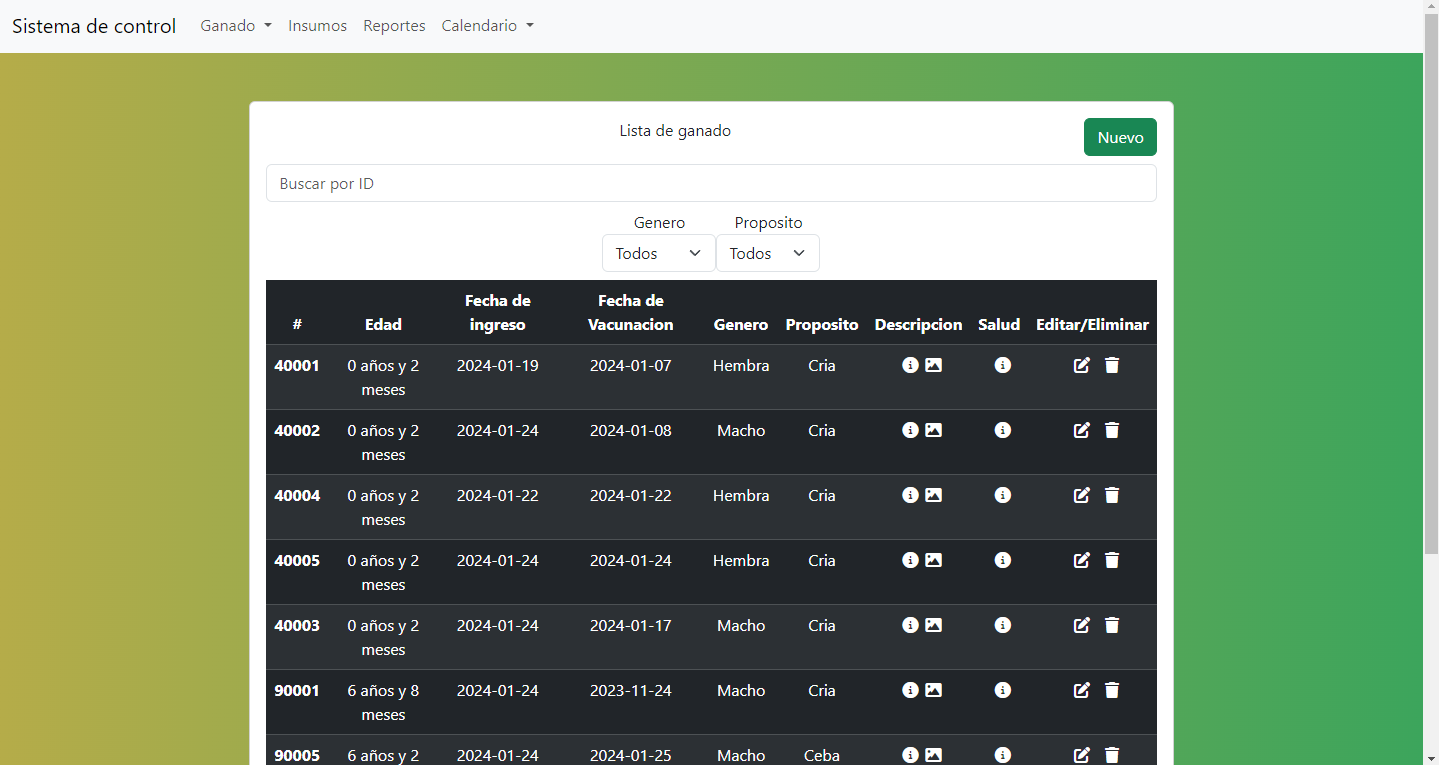 Sistema de control Ganado Insumos Reportes Calendario
Lista de ganado
Nuevo
Buscar por ID
Genero Proposito
Todos Todos
Fecha de Fecha de
# Edad ingreso Vacunacion Genero Proposito Descripcion Salud Editar/Eliminar
40001 0 años y 2 2024-01-19 2024-01-07 Hembra Cria
meses
40002 0 años y 2 2024-01-24 2024-01-08 Macho Cria
meses
40004 0 años y 2 2024-01-22 2024-01-22 Hembra Cria
meses
40005 0 años y 2 2024-01-24 2024-01-24 Hembra Cria
meses
40003 0 años y 2 2024-01-24 2024-01-17 Macho Cria
meses
90001 6 años y 8 2024-01-24 2023-11-24 Macho Cria
meses
90005 6 años y 2 2024-01-24 2024-01-25 Macho Ceba